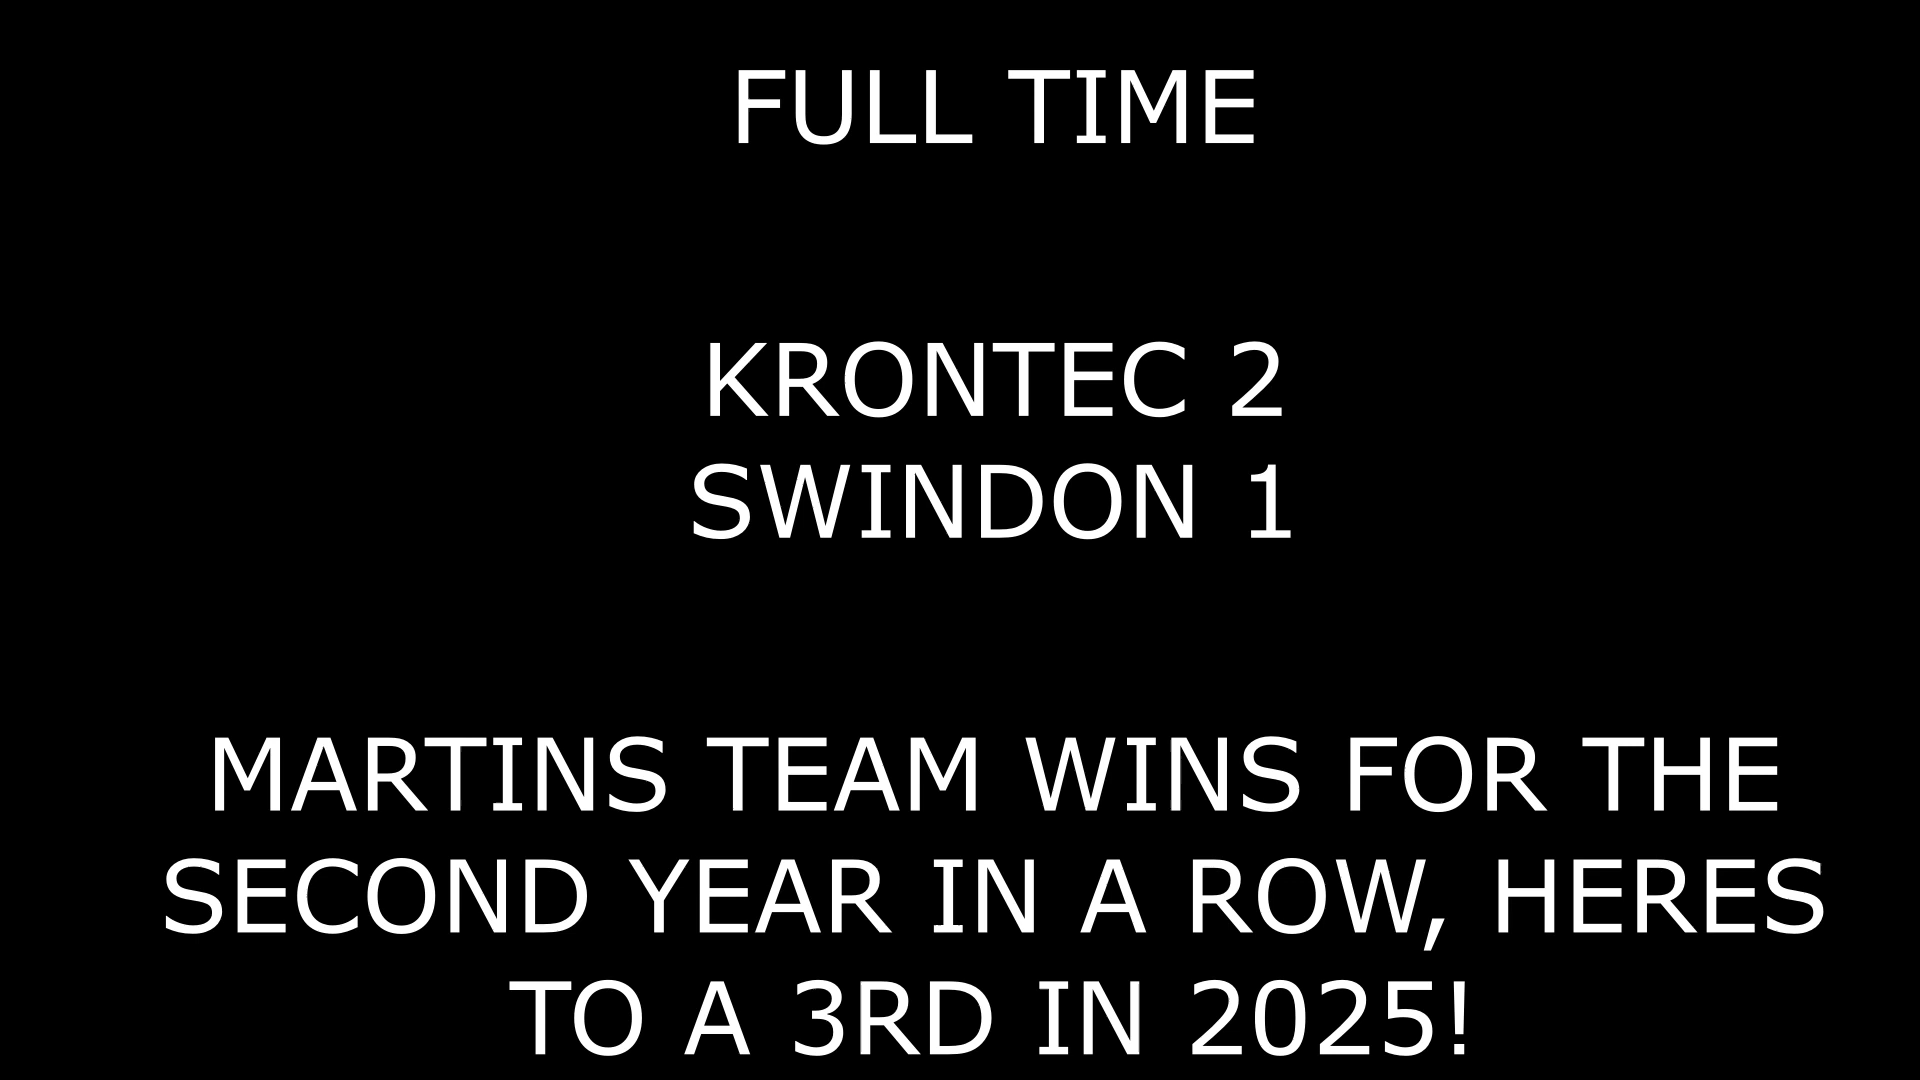 FULL TIME
KRONTEC 2
SWINDON 1
MARTINS TEAM WINS FOR THE
SECOND YEAR IN A ROW, HERES
TO A 3RD IN 2025!